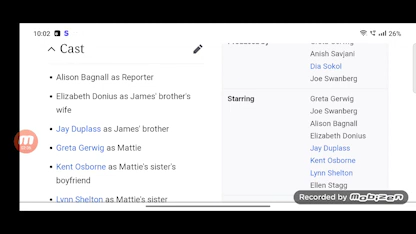 10:02 S
26%
Cast
Alison Bagnall as Reporter
Elizabeth Donius as James' brother's
wife
Jay Duplass as James' brother
Greta Gerwig as Mattie
Kent Osborne as Mattie's sister's
boyfriend
Lynn Shelton as Mattie's sister
Produced by
Greta Gerwig
Anish Savjani
Dia Sokol
Joe Swanberg
Starring
Greta Gerwig
Joe Swanberg
Alison Bagnall
Elizabeth Donius
Jay Duplass
Kent Osborne
Lynn Shelton
Ellen Stagg
Recorded by Mobizen